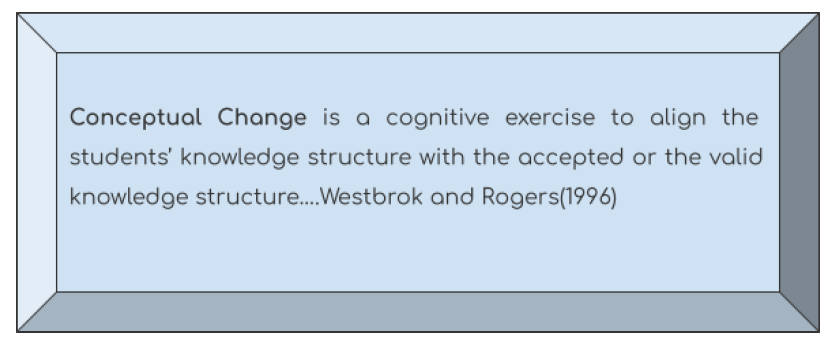 Conceptual Change is a cognitive exercise to align the
students’ knowledge structure with the accepted or the valid
knowledge structure....Westbrok and Rogers(1996)